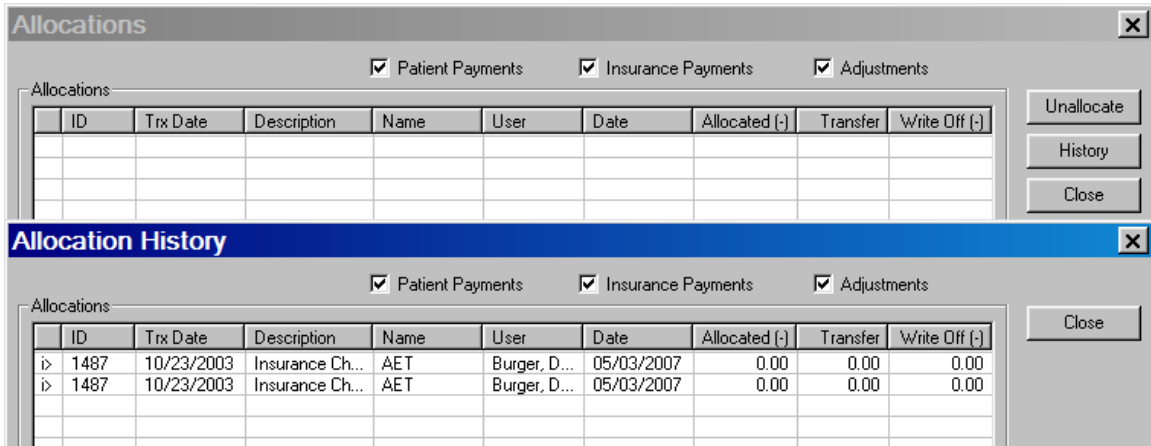 Allocations
Patient Payments Insurance Payments Adjustments
Allocations
ID Trx Date Description Name User Date Allocated (-) Transfer Write Off (-)
Unallocate
History
Close
Allocation History
Patient Payments Insurance Payments Adjustments
Allocations
ID Trx Date Description Name User Date Allocated (-) Transfer Write Off (-)
Close
i> 1487 10/23/2003 Insurance Ch... AET Burger, D... 05/03/2007 0.00 0.00 0.00
i> 1487 10/23/2003 Insurance Ch... AET Burger, D... 05/03/2007 0.00 0.00 0.00